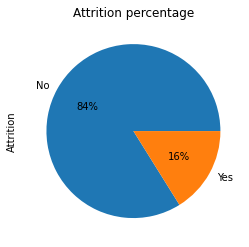 Attrition percentage
No
84%
Attrition
16%
Yes